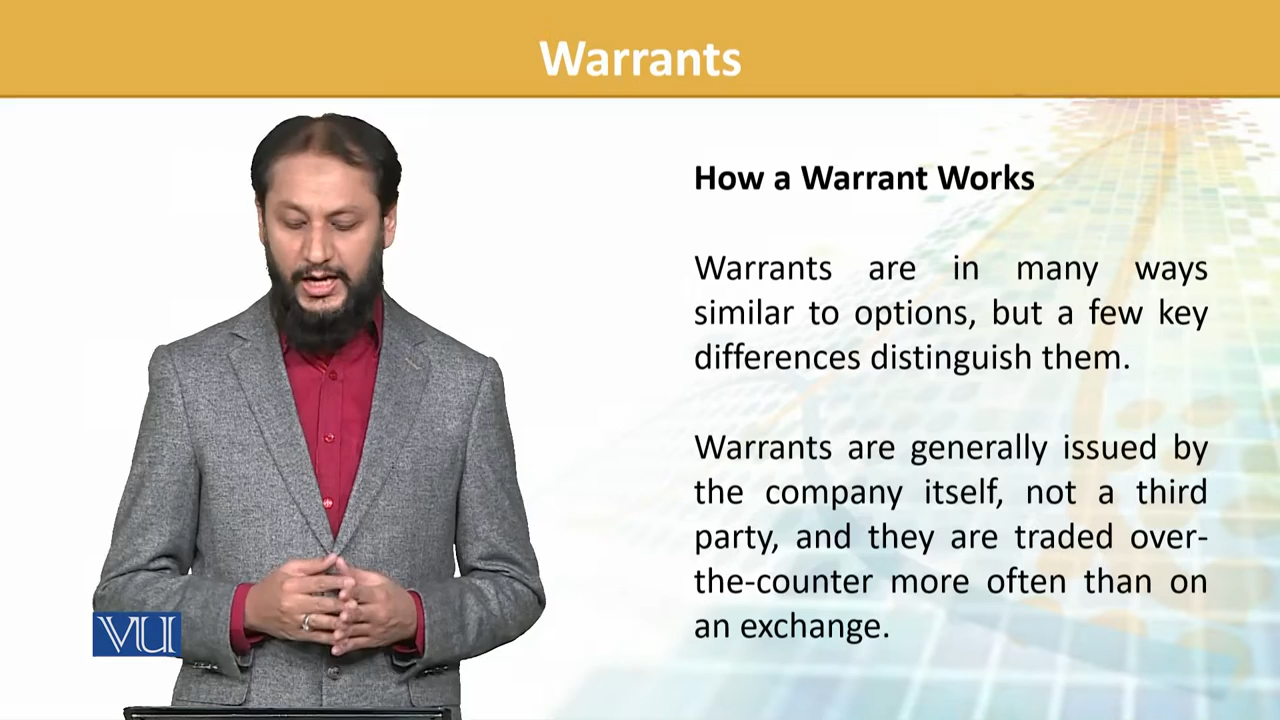 Warrants
How a Warrant Works
Warrants are in many ways
similar to options, but a few key
differences distinguish them.
Warrants are generally issued by
the company itself, not a third
party, and they are traded over-
the-counter more often than on
an exchange.
VU